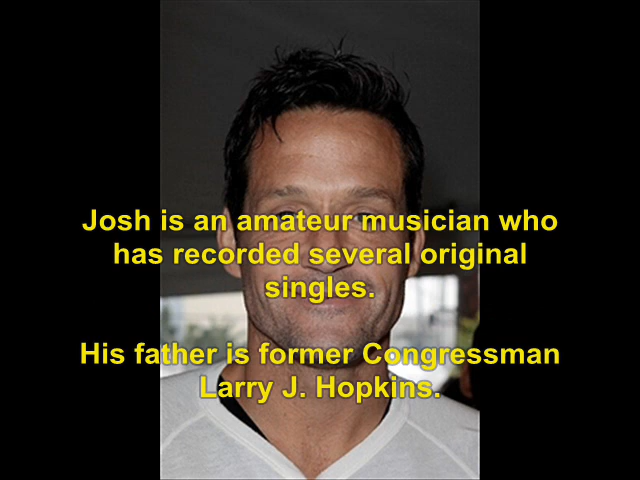 Josh is an amateur musician who
has recorded several original
singles.
His father is former Congressman
Larry J. Hopkins.